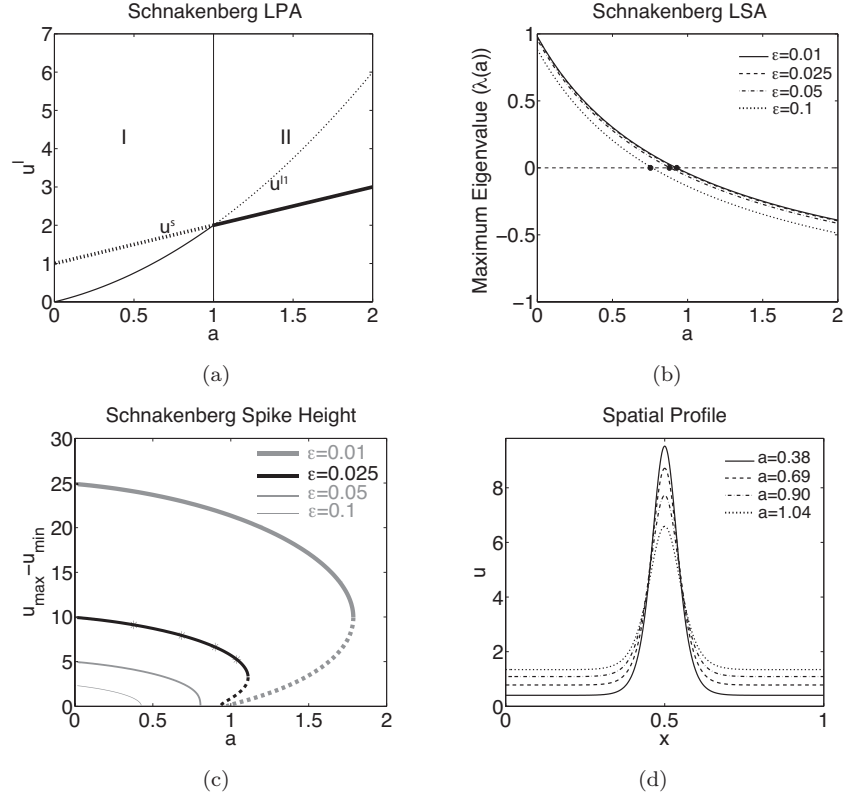 Schnakenberg LPA
7
6
5
4
3
2
1
0
u^l
I
II
u^s
u^{l1}
0
0.5
1
1.5
2
a
(a)
Schnakenberg LSA
1
0.5
0
−0.5
−1
Maximum Eigenvalue (λ(a))
ε=0.01
ε=0.025
ε=0.05
ε=0.1
0
0.5
1
1.5
2
a
(b)
Schnakenberg Spike Height
30
25
20
15
10
5
0
u_max−u_min
ε=0.01
ε=0.025
ε=0.05
ε=0.1
0
0.5
1
1.5
2
a
(c)
Spatial Profile
8
6
4
2
0
u
a=0.38
a=0.69
a=0.90
a=1.04
0
0.5
1
x
(d)